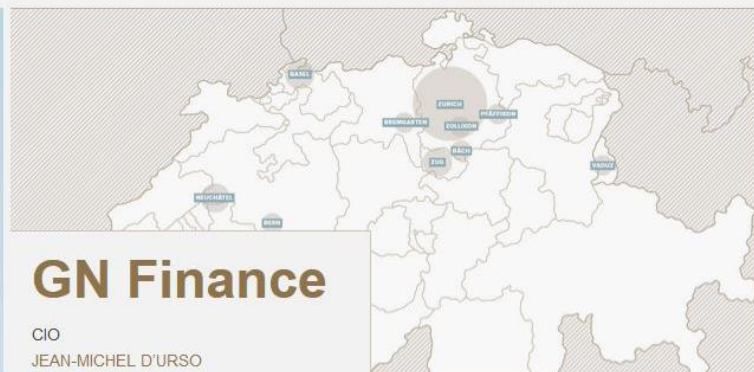 BASEL
ZURICH
PFÄFFIKON
BREMGARTEN
ZOLLIKON
BÄCH
ZUG
VADUZ
NEUCHÂTEL
BERN
GN Finance
CIO
JEAN-MICHEL D'URSO